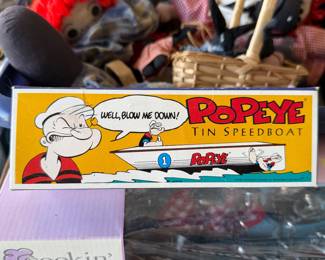 WELL, BLOW ME DOWN!
POPEYE
TIN SPEEDBOAT
1
POPEYE